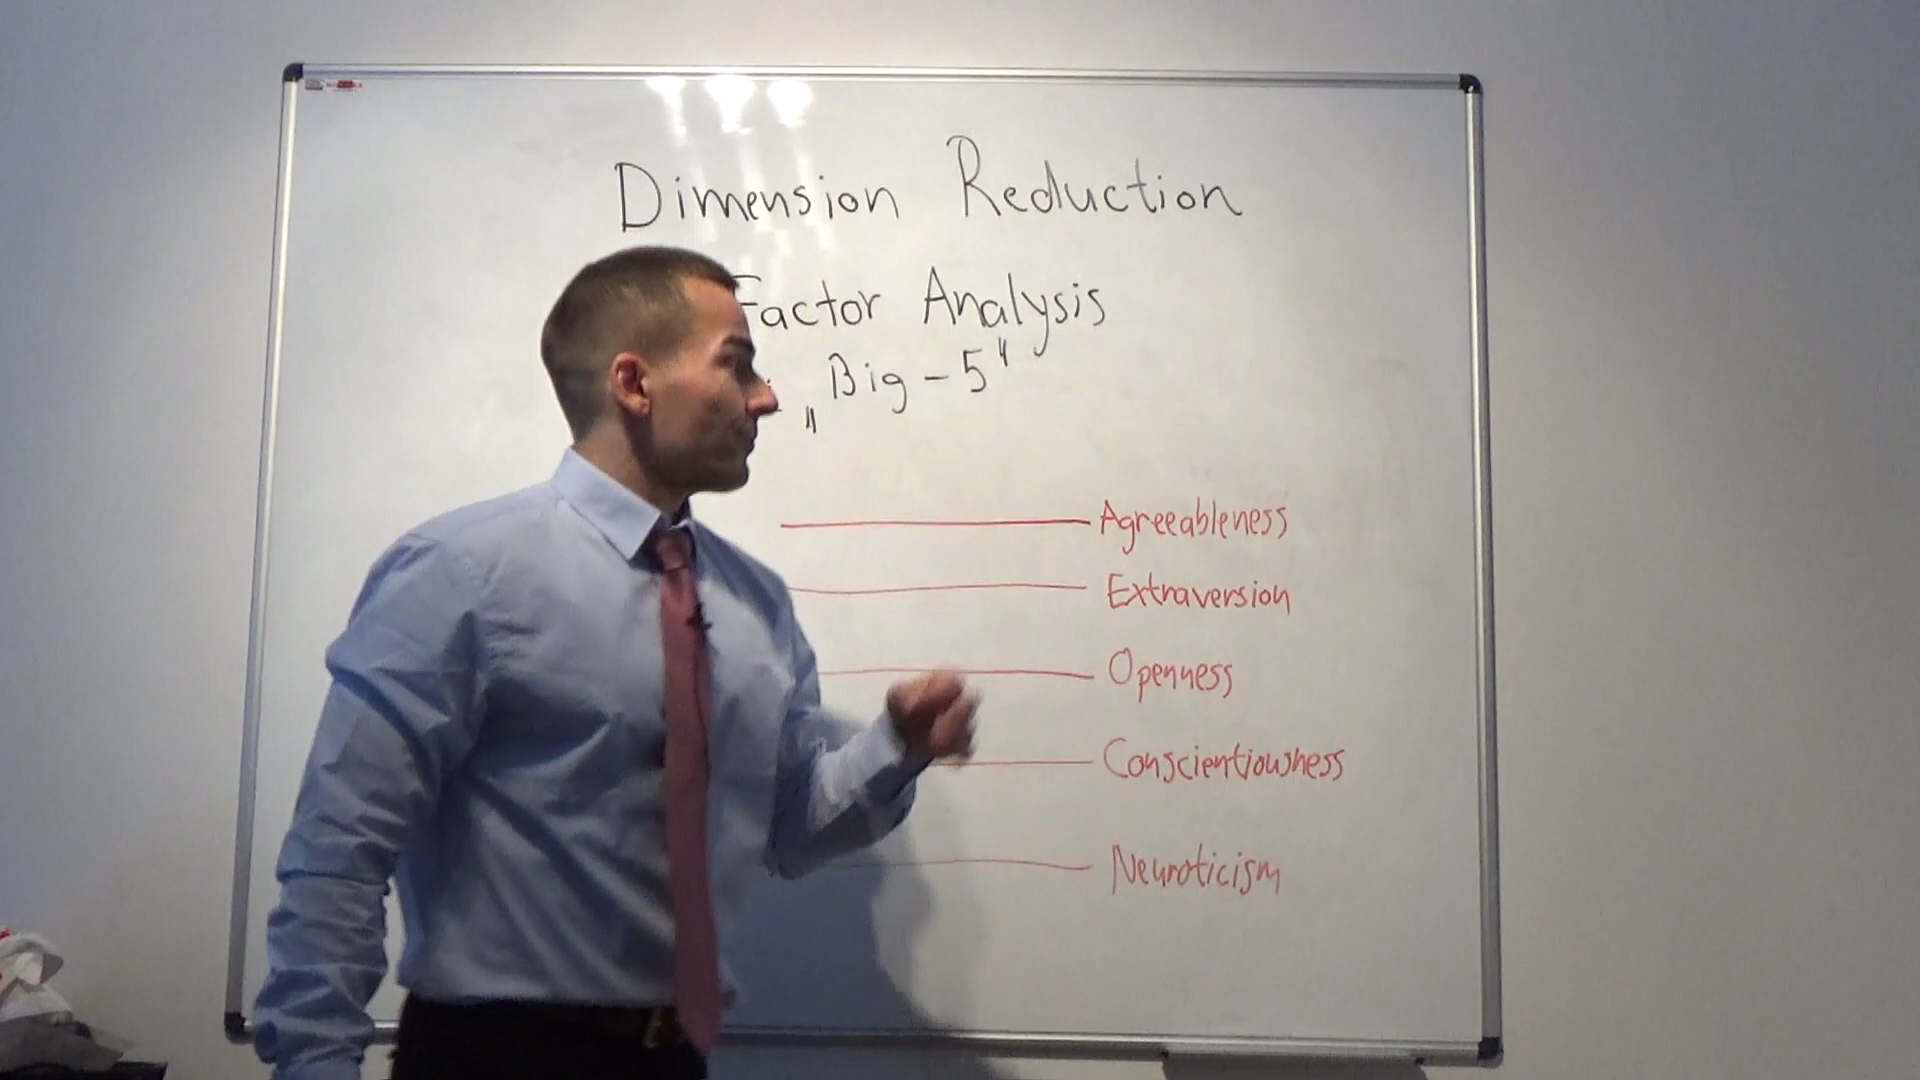 Dimension Reduction
Factor Analysis
„Big-5"
Agreeableness
Extraversion
Openness
Conscientiousness
Neuroticism